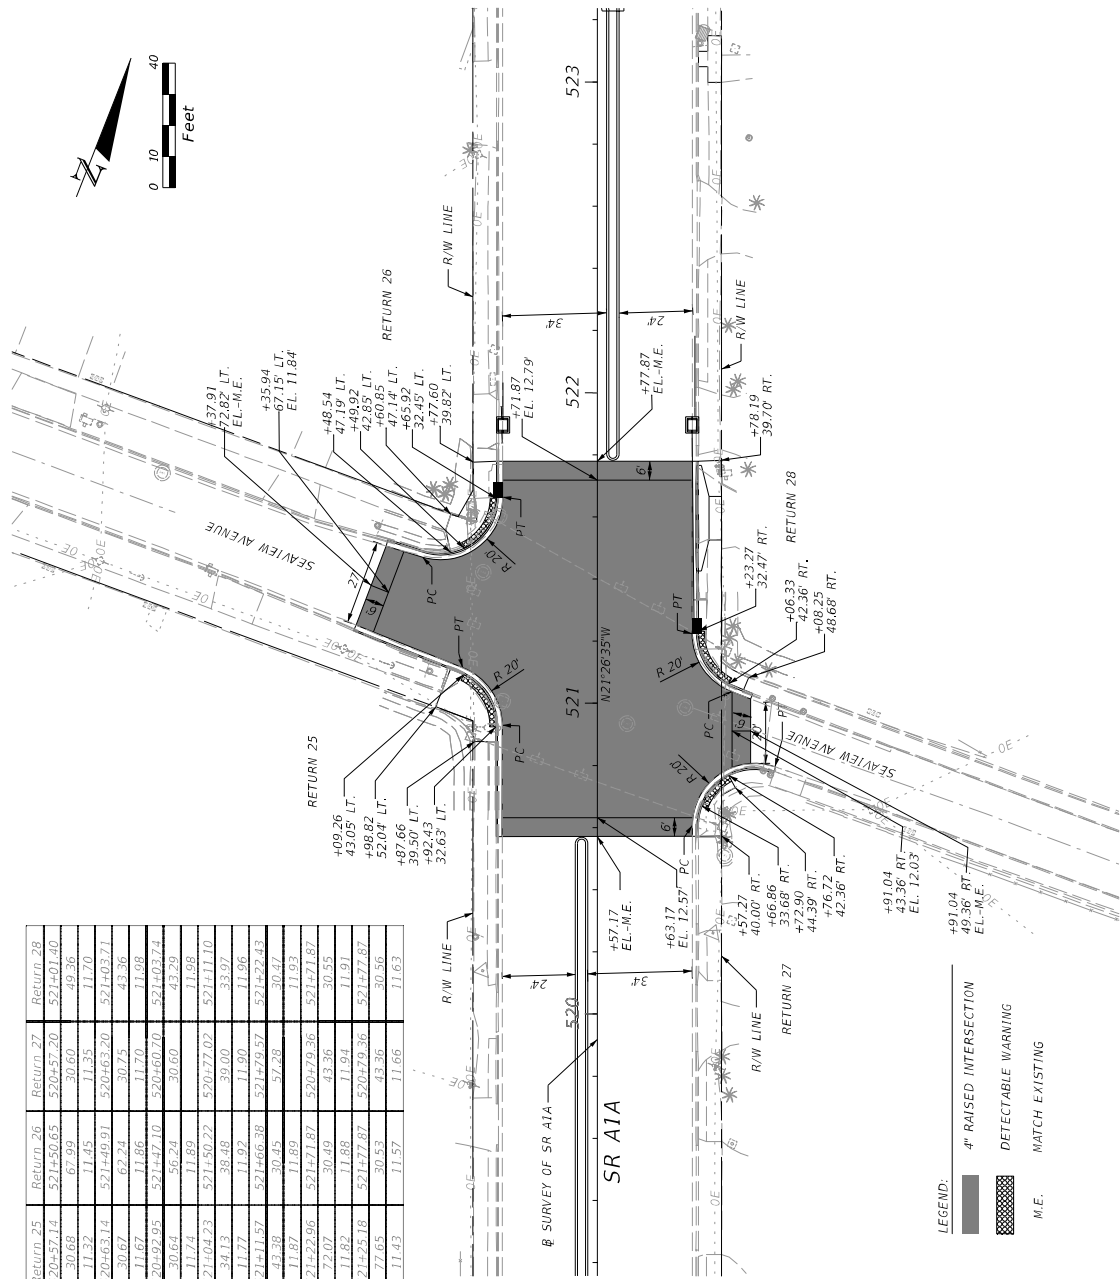 N
0 10 40
Feet
523
522
521
520
R/W LINE
R/W LINE
R/W LINE
R/W LINE
RETURN 26
34'
24'
+37.91
72.82' LT.
EL.-M.E.
+35.94
67.15' LT.
EL. 11.84'
+48.54
47.19' LT.
+49.92
42.85' LT.
+60.85
47.14' LT.
+65.92
32.45' LT.
+77.60
39.82' LT.
+71.87
EL. 12.79'
+77.87
EL.-M.E.
+78.19
39.70' RT.
6'
SEAVIEW AVENUE
27'
6'
PC
R 20'
PT
RETURN 28
+23.27
32.47' RT.
+06.33
42.36' RT.
+08.25
48.68' RT.
PT
R 20'
PC
N21°26'35"W
PT
R 20'
PC
6'
PT
SEAVIEW AVENUE
R 20'
PC
6'
RETURN 25
+09.26
43.05' LT.
+98.82
52.04' LT.
+87.66
39.50' LT.
+92.43
32.63' LT.
+57.17
EL.-M.E.
+63.17
EL. 12.57'
+57.27
40.00' RT.
+66.86
33.68' RT.
+92.90
44.39' RT.
+76.72
42.36' RT.
+91.04
43.36' RT.
EL. 12.03'
+91.04
49.36' RT.
EL.-M.E.
RETURN 27
24'
34'
SURVEY OF SR A1A
SR A1A
OE
Return 25 Return 26 Return 27 Return 28
20+57.14 521+50.65 520+57.20 521+01.40
30.68 67.99 30.60 49.36
11.32 11.45 11.35 11.70
20+63.14 521+49.91 520+63.20 521+03.71
30.67 62.24 30.75 43.36
11.67 11.86 11.70 11.98
20+92.95 521+47.10 520+60.70 521+03.74
30.64 56.24 30.60 43.29
11.74 11.89 11.98
21+04.23 521+50.22 520+77.02 521+11.10
34.13 38.48 39.00 33.97
11.77 11.92 11.90 11.96
21+11.57 521+66.38 521+79.57 521+22.43
43.38 30.45 57.28 30.47
11.87 11.89 11.93
21+22.96 521+71.87 520+79.36 521+71.87
72.07 30.49 43.36 30.55
11.82 11.88 11.94 11.91
21+25.18 521+77.87 520+79.36 521+77.87
77.65 30.53 43.36 30.56
11.43 11.57 11.66 11.63
LEGEND:
4" RAISED INTERSECTION
DETECTABLE WARNING
M.E. MATCH EXISTING